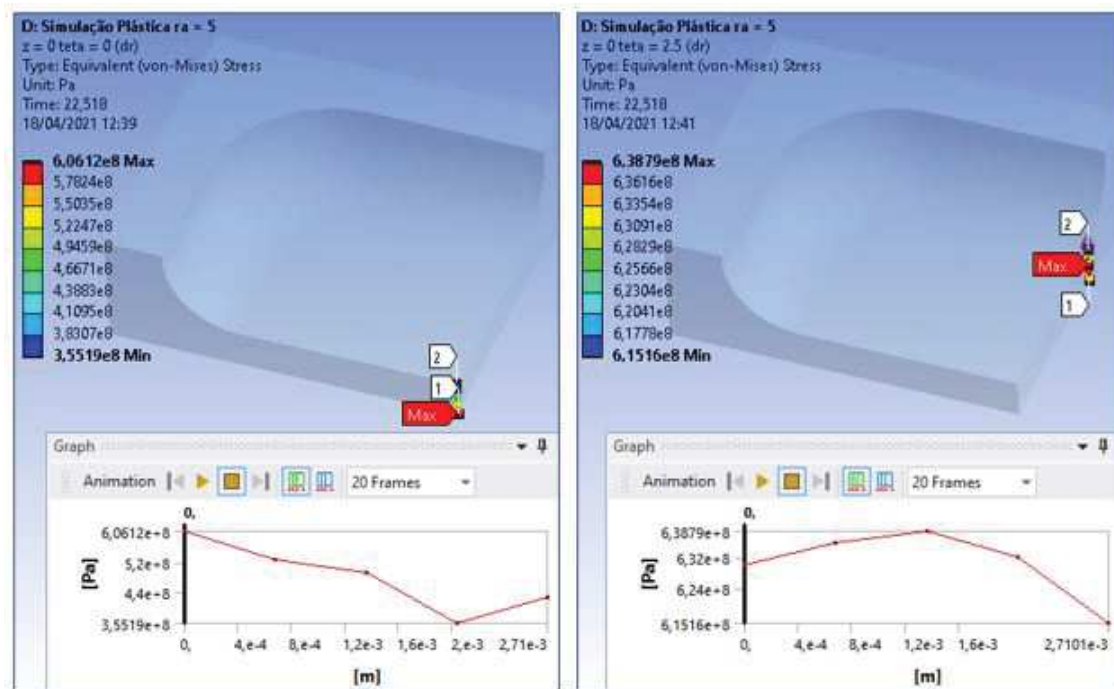 D: Simulação Plástica ra = 5
z = 0 teta = 0 (dr)
Type: Equivalent (von-Mises) Stress
Unit: Pa
Time: 22,518
18/04/2021 12:39
6,0612e8 Max
5,7824e8
5,5035e8
5,2247e8
4,9459e8
4,6671e8
4,3883e8
4,1095e8
3,8307e8
3,5519e8 Min
2
1
Max
Graph
Animation
20 Frames
0,
6,0612e+8
5,2e+8
4,4e+8
3,5519e+8
[Pa]
0, 4,e-4 8,e-4 1,2e-3 1,6e-3 2,e-3 2,71e-3
[m]
D: Simulação Plástica ra = 5
z = 0 teta = 2.5 (dr)
Type: Equivalent (von-Mises) Stress
Unit: Pa
Time: 22,518
18/04/2021 12:41
6,3879e8 Max
6,3616e8
6,3354e8
6,3091e8
6,2829e8
6,2566e8
6,2304e8
6,2041e8
6,1778e8
6,1516e8 Min
2
Max
1
Graph
Animation
20 Frames
0,
6,3879e+8
6,32e+8
6,24e+8
6,1516e+8
[Pa]
0, 4,e-4 8,e-4 1,2e-3 1,6e-3 2,7101e-3
[m]